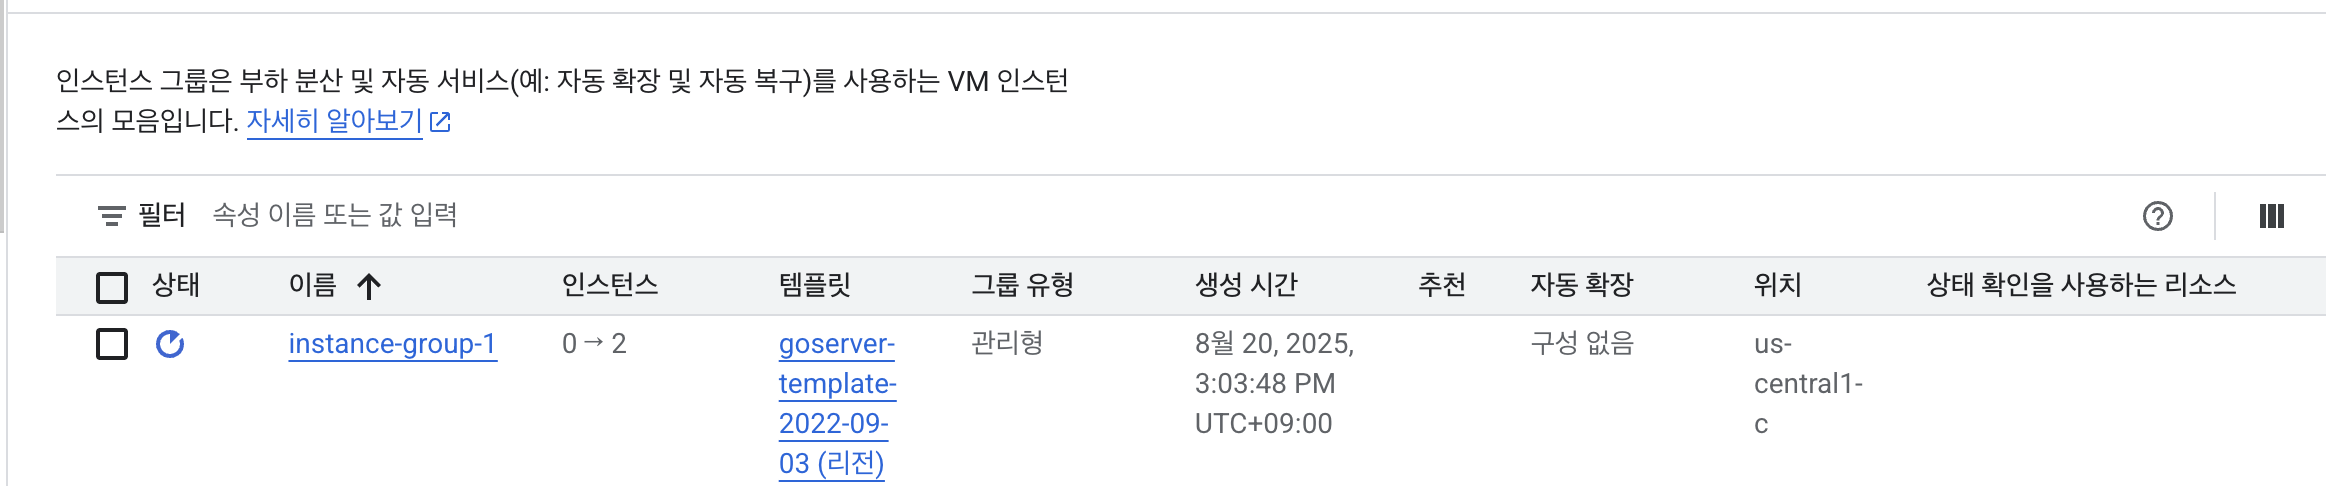 인스턴스 그룹은 부하 분산 및 자동 서비스(예: 자동 확장 및 자동 복구)를 사용하는 VM 인스턴
스의 모음입니다. 자세히 알아보기
필터 속성 이름 또는 값 입력
상태 이름 인스턴스 템플릿 그룹 유형 생성 시간 추천 자동 확장 위치 상태 확인을 사용하는 리소스
instance-group-1 0 → 2 goserver- 관리형 8월 20, 2025, 구성 없음 us-
template- 3:03:48 PM central1-
2022-09- UTC+09:00 c
03 (리전)